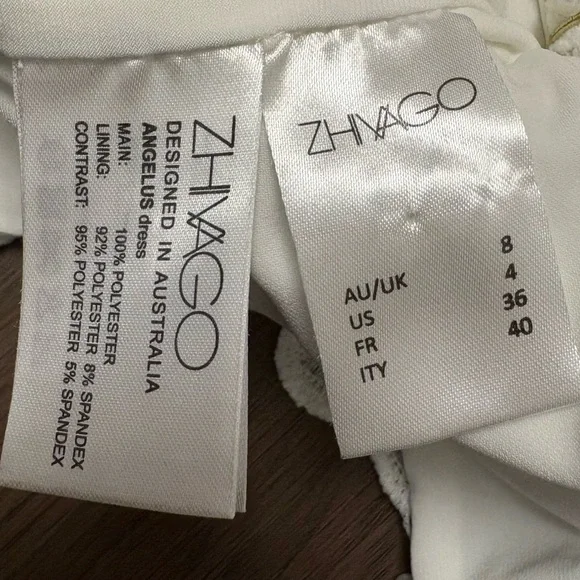 ZHIVAGO
DESIGNED IN AUSTRALIA
ANGELUS dress
MAIN: 100% POLYESTER
LINING: 92% POLYESTER 8% SPANDEX
CONTRAST: 95% POLYESTER 5% SPANDEX
ZHIVAGO
AU/UK 8
US 4
FR 36
ITY 40